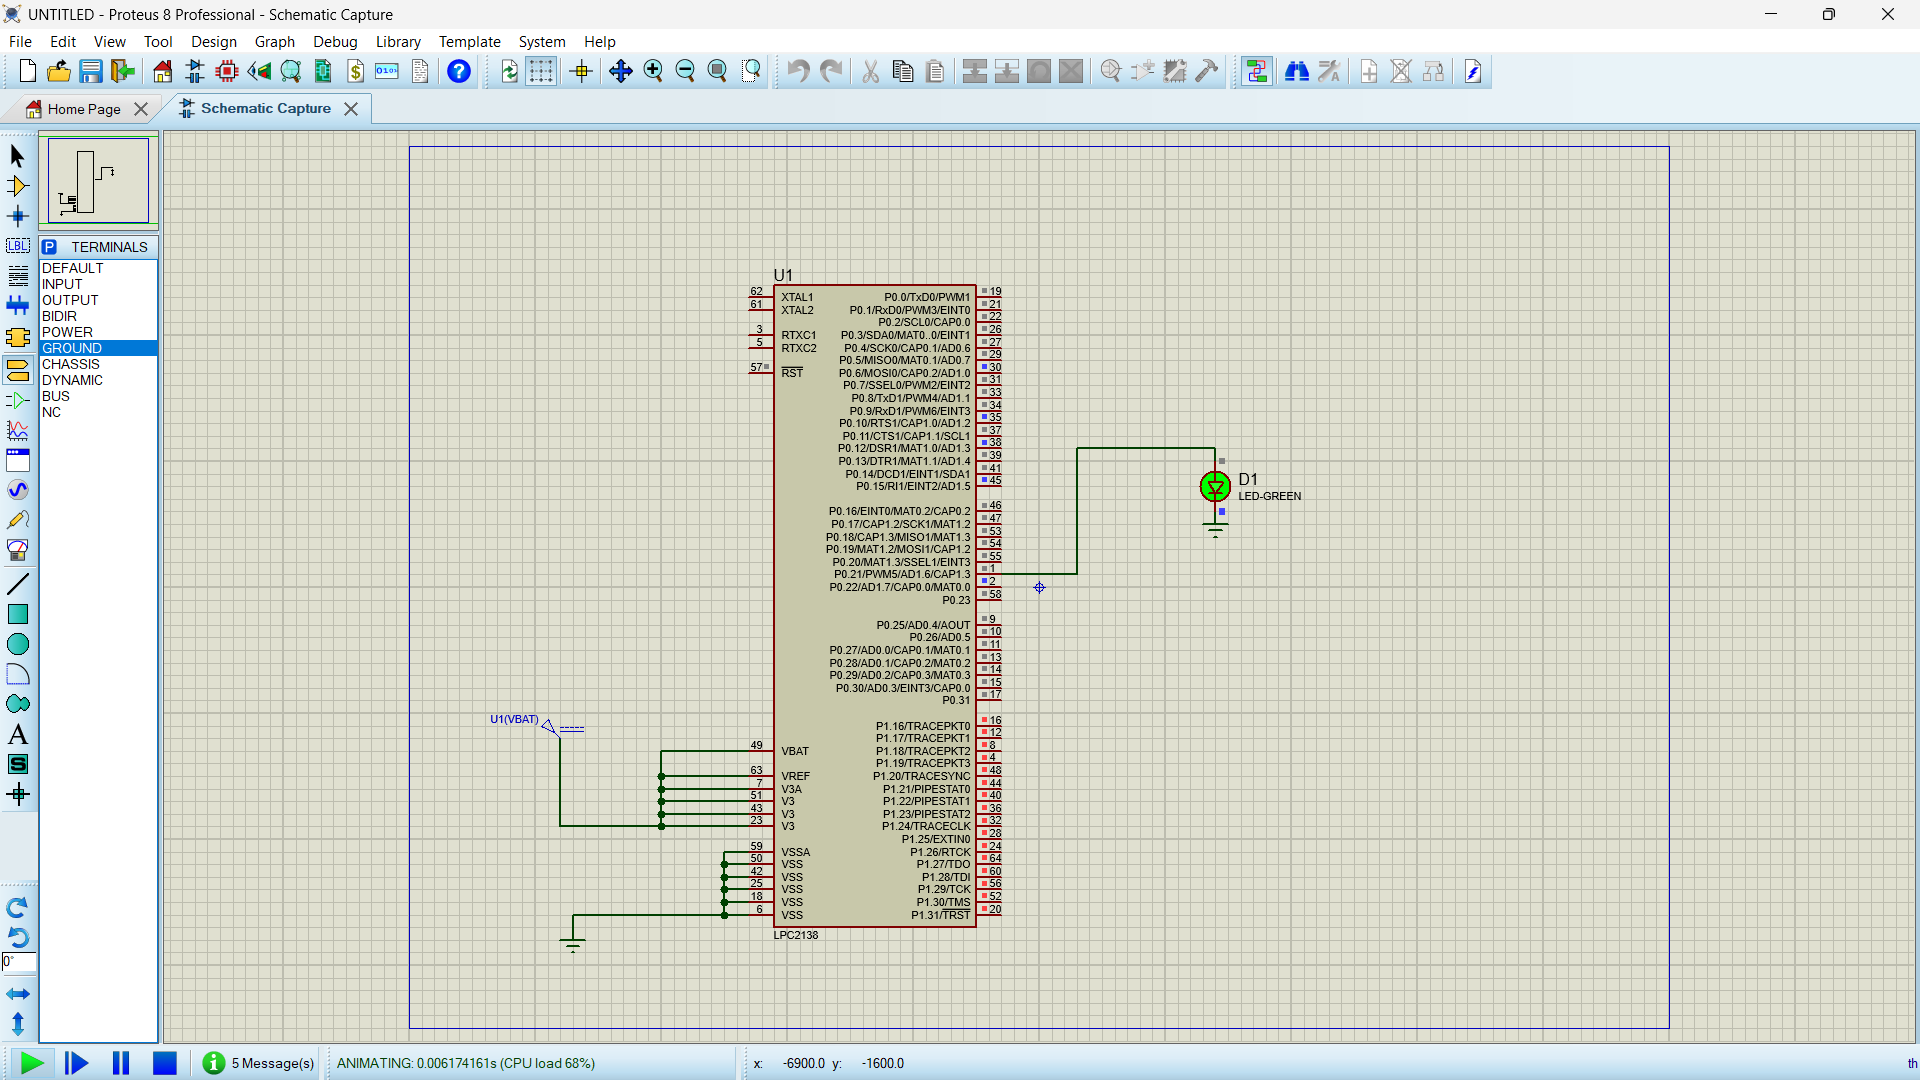 UNTITLED - Proteus 8 Professional - Schematic Capture
File Edit View Tool Design Graph Debug Library Template System Help
Home Page
Schematic Capture
P TERMINALS
DEFAULT
INPUT
OUTPUT
BIDIR
POWER
GROUND
CHASSIS
DYNAMIC
BUS
NC
LBL
A
S
0°
U1
62 XTAL1 P0.0/TxD0/PWM1 19
61 XTAL2 P0.1/RxD0/PWM3/EINT0 21
P0.2/SCL0/CAP0.0 22
3 RTXC1 P0.3/SDA0/MAT0..0/EINT1 26
5 RTXC2 P0.4/SCK0/CAP0.1/AD0.6 27
P0.5/MISO0/MAT0.1/AD0.7 29
57 RST P0.6/MOSI0/CAP0.2/AD1.0 30
P0.7/SSEL0/PWM2/EINT2 31
P0.8/TxD1/PWM4/AD1.1 33
P0.9/RxD1/PWM6/EINT3 34
P0.10/RTS1/CAP1.0/AD1.2 35
P0.11/CTS1/CAP1.1/SCL1 37
P0.12/DSR1/MAT1.0/AD1.3 38
P0.13/DTR1/MAT1.1/AD1.4 39
P0.14/DCD1/EINT1/SDA1 41
P0.15/RI1/EINT2/AD1.5 45
P0.16/EINT0/MAT0.2/CAP0.2 46
P0.17/CAP1.2/SCK1/MAT1.2 47
P0.18/CAP1.3/MISO1/MAT1.3 53
P0.19/MAT1.2/MOSI1/CAP1.2 54
P0.20/MAT1.3/SSEL1/EINT3 55
P0.21/PWM5/AD1.6/CAP1.3 1
P0.22/AD1.7/CAP0.0/MAT0.0 2
P0.23 58
P0.25/AD0.4/AOUT 9
P0.26/AD0.5 10
P0.27/AD0.0/CAP0.1/MAT0.1 11
P0.28/AD0.1/CAP0.2/MAT0.2 13
P0.29/AD0.2/CAP0.3/MAT0.3 14
P0.30/AD0.3/EINT3/CAP0.0 15
P0.31 17
P1.16/TRACEPKT0 16
P1.17/TRACEPKT1 12
49 VBAT P1.18/TRACEPKT2 8
P1.19/TRACEPKT3 4
63 VREF P1.20/TRACESYNC 48
7 V3A P1.21/PIPESTAT0 44
51 V3 P1.22/PIPESTAT1 40
43 V3 P1.23/PIPESTAT2 36
23 V3 P1.24/TRACECLK 32
P1.25/EXTIN0 28
59 VSSA P1.26/RTCK 24
50 VSS P1.27/TDO 64
42 VSS P1.28/TDI 60
25 VSS P1.29/TCK 56
18 VSS P1.30/TMS 52
6 VSS P1.31/TRST 20
LPC2138
U1(VBAT)
D1
LED-GREEN
5 Message(s) ANIMATING: 0.006174161s (CPU load 68%) x: -6900.0 y: -1600.0 th